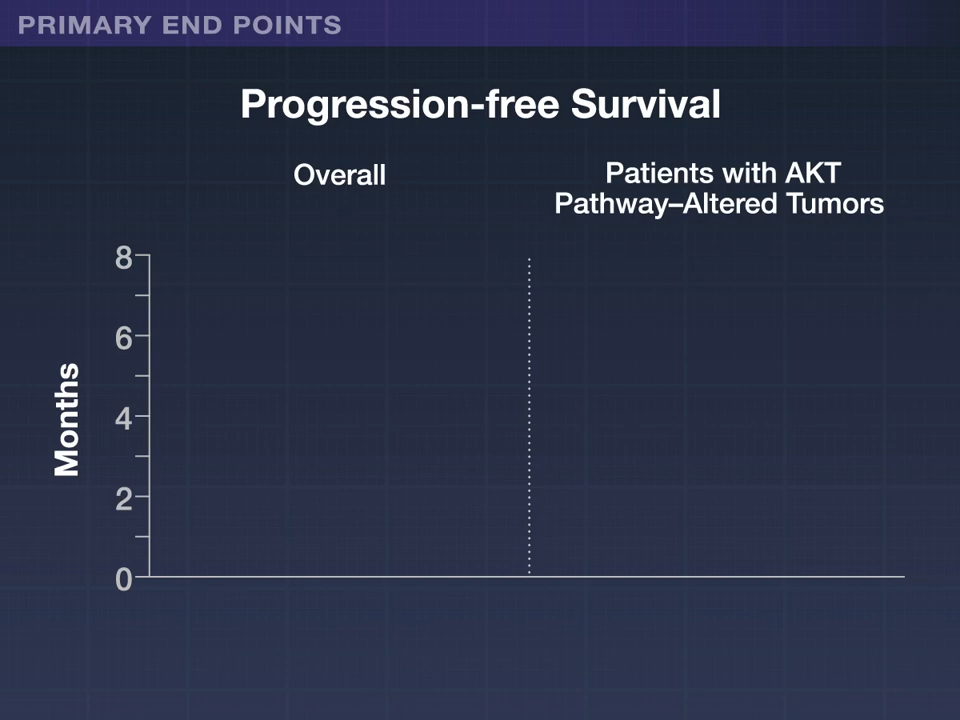 PRIMARY END POINTS
Progression-free Survival
Overall
Patients with AKT
Pathway–Altered Tumors
Months
8
6
4
2
0